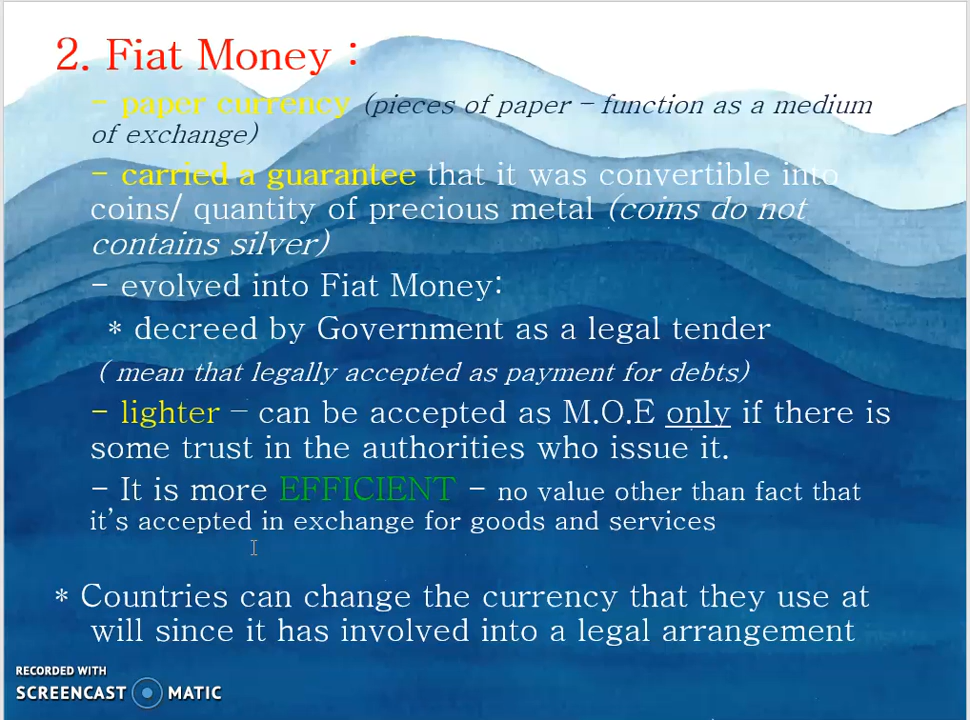 2. Fiat Money :
- paper currency (pieces of paper - function as a medium
of exchange)
- carried a guarantee that it was convertible into
coins/ quantity of precious metal (coins do not
contains silver)
- evolved into Fiat Money:
* decreed by Government as a legal tender
( mean that legally accepted as payment for debts)
- lighter – can be accepted as M.O.E only if there is
some trust in the authorities who issue it.
- It is more EFFICIENT - no value other than fact that
it's accepted in exchange for goods and services
* Countries can change the currency that they use at
will since it has involved into a legal arrangement
RECORDED WITH
SCREENCAST MATIC